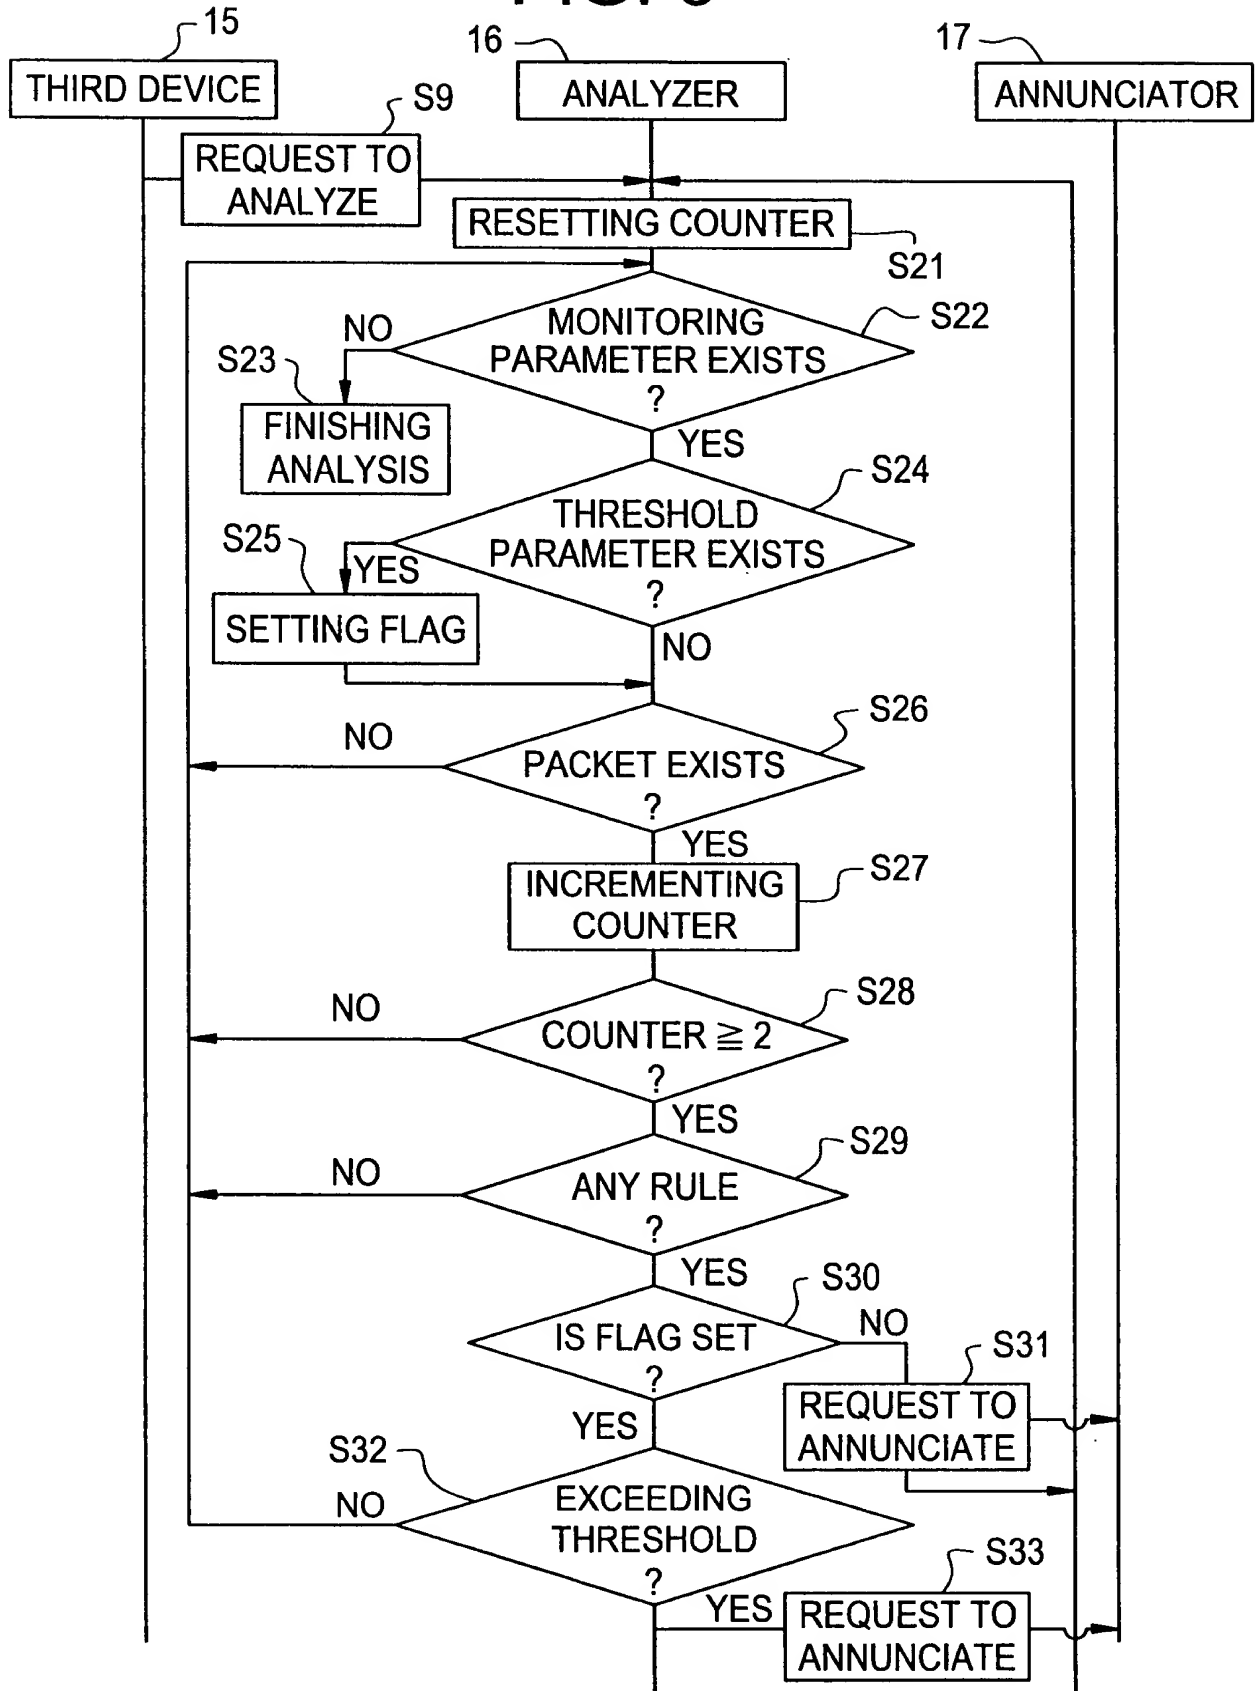 15
16
17
THIRD DEVICE
ANALYZER
ANNUNCIATOR
S9
REQUEST TO
ANALYZE
RESETTING COUNTER
S21
MONITORING
PARAMETER EXISTS
?
S22
NO
S23
FINISHING
ANALYSIS
YES
S24
THRESHOLD
PARAMETER EXISTS
?
S25
YES
SETTING FLAG
NO
S26
NO
PACKET EXISTS
?
YES
S27
INCREMENTING
COUNTER
S28
NO
COUNTER ≧ 2
?
YES
S29
NO
ANY RULE
?
YES
S30
IS FLAG SET
?
NO
S31
REQUEST TO
ANNUNCIATE
YES
S32
NO
EXCEEDING
THRESHOLD
?
S33
YES
REQUEST TO
ANNUNCIATE